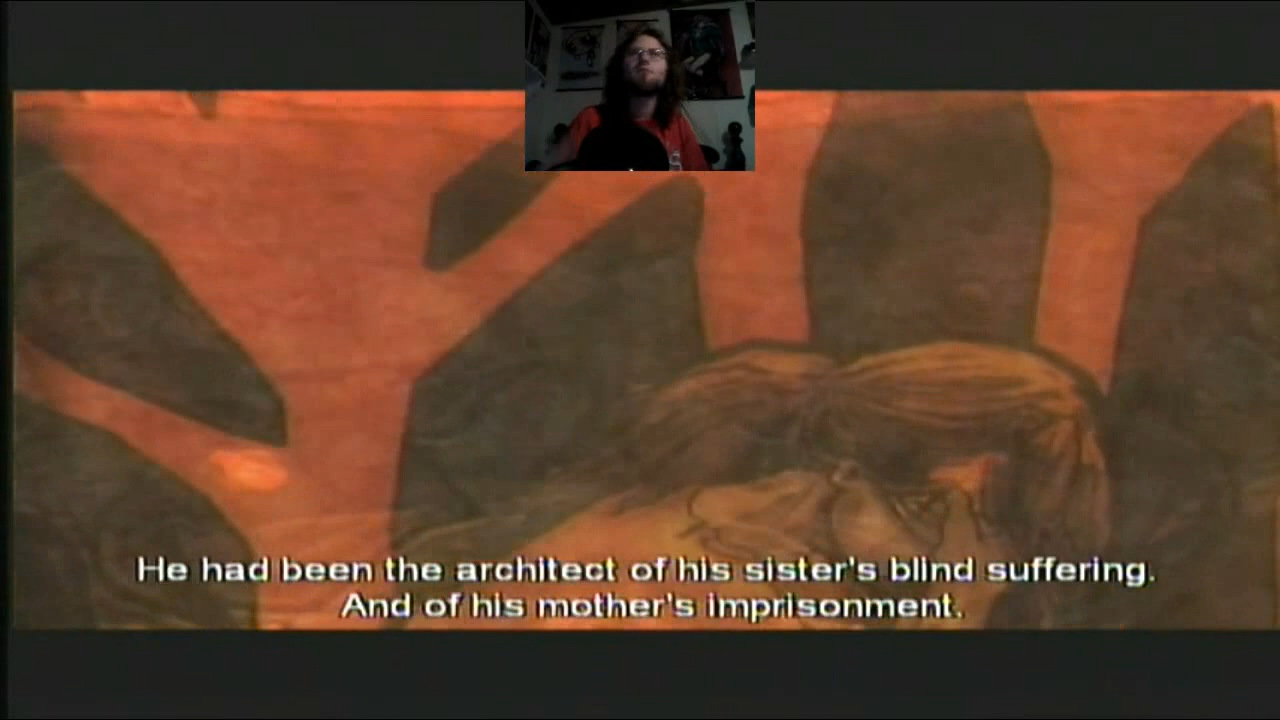 He had been the architect of his sister's blind suffering.
And of his mother's imprisonment.